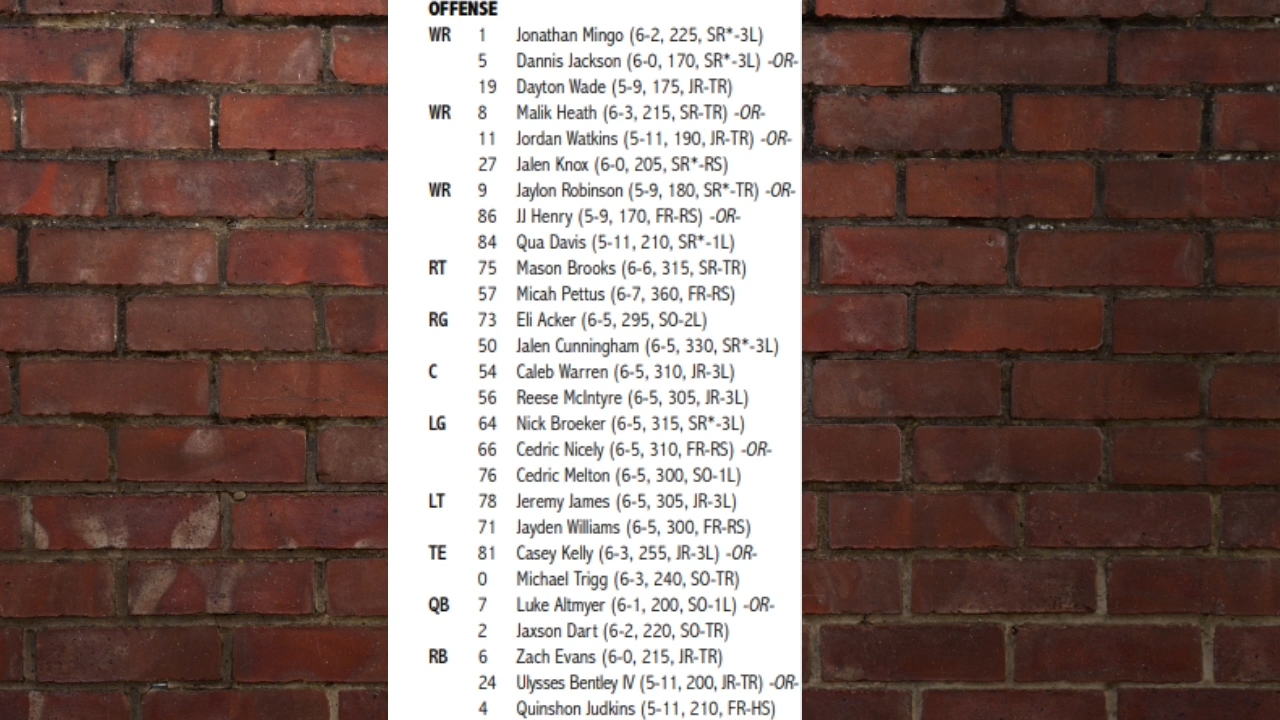 OFFENSE
WR 1 Jonathan Mingo (6-2, 225, SR*-3L)
5 Dannis Jackson (6-0, 170, SR*-3L) -OR-
19 Dayton Wade (5-9, 175, JR-TR)
WR 8 Malik Heath (6-3, 215, SR-TR) -OR-
11 Jordan Watkins (5-11, 190, JR-TR) -OR-
27 Jalen Knox (6-0, 205, SR*-RS)
WR 9 Jaylon Robinson (5-9, 180, SR*-TR) -OR-
86 JJ Henry (5-9, 170, FR-RS) -OR-
84 Qua Davis (5-11, 210, SR*-1L)
RT 75 Mason Brooks (6-6, 315, SR-TR)
57 Micah Pettus (6-7, 360, FR-RS)
RG 73 Eli Acker (6-5, 295, SO-2L)
50 Jalen Cunningham (6-5, 330, SR*-3L)
C 54 Caleb Warren (6-5, 310, JR-3L)
56 Reese McIntyre (6-5, 305, JR-3L)
LG 64 Nick Broeker (6-5, 315, SR*-3L)
66 Cedric Nicely (6-5, 310, FR-RS) -OR-
76 Cedric Melton (6-5, 300, SO-1L)
LT 78 Jeremy James (6-5, 305, JR-3L)
71 Jayden Williams (6-5, 300, FR-RS)
TE 81 Casey Kelly (6-3, 255, JR-3L) -OR-
0 Michael Trigg (6-3, 240, SO-TR)
QB 7 Luke Altmyer (6-1, 200, SO-1L) -OR-
2 Jaxson Dart (6-2, 220, SO-TR)
RB 6 Zach Evans (6-0, 215, JR-TR)
24 Ulysses Bentley IV (5-11, 200, JR-TR) -OR-
4 Quinshon Judkins (5-11, 210, FR-HS)